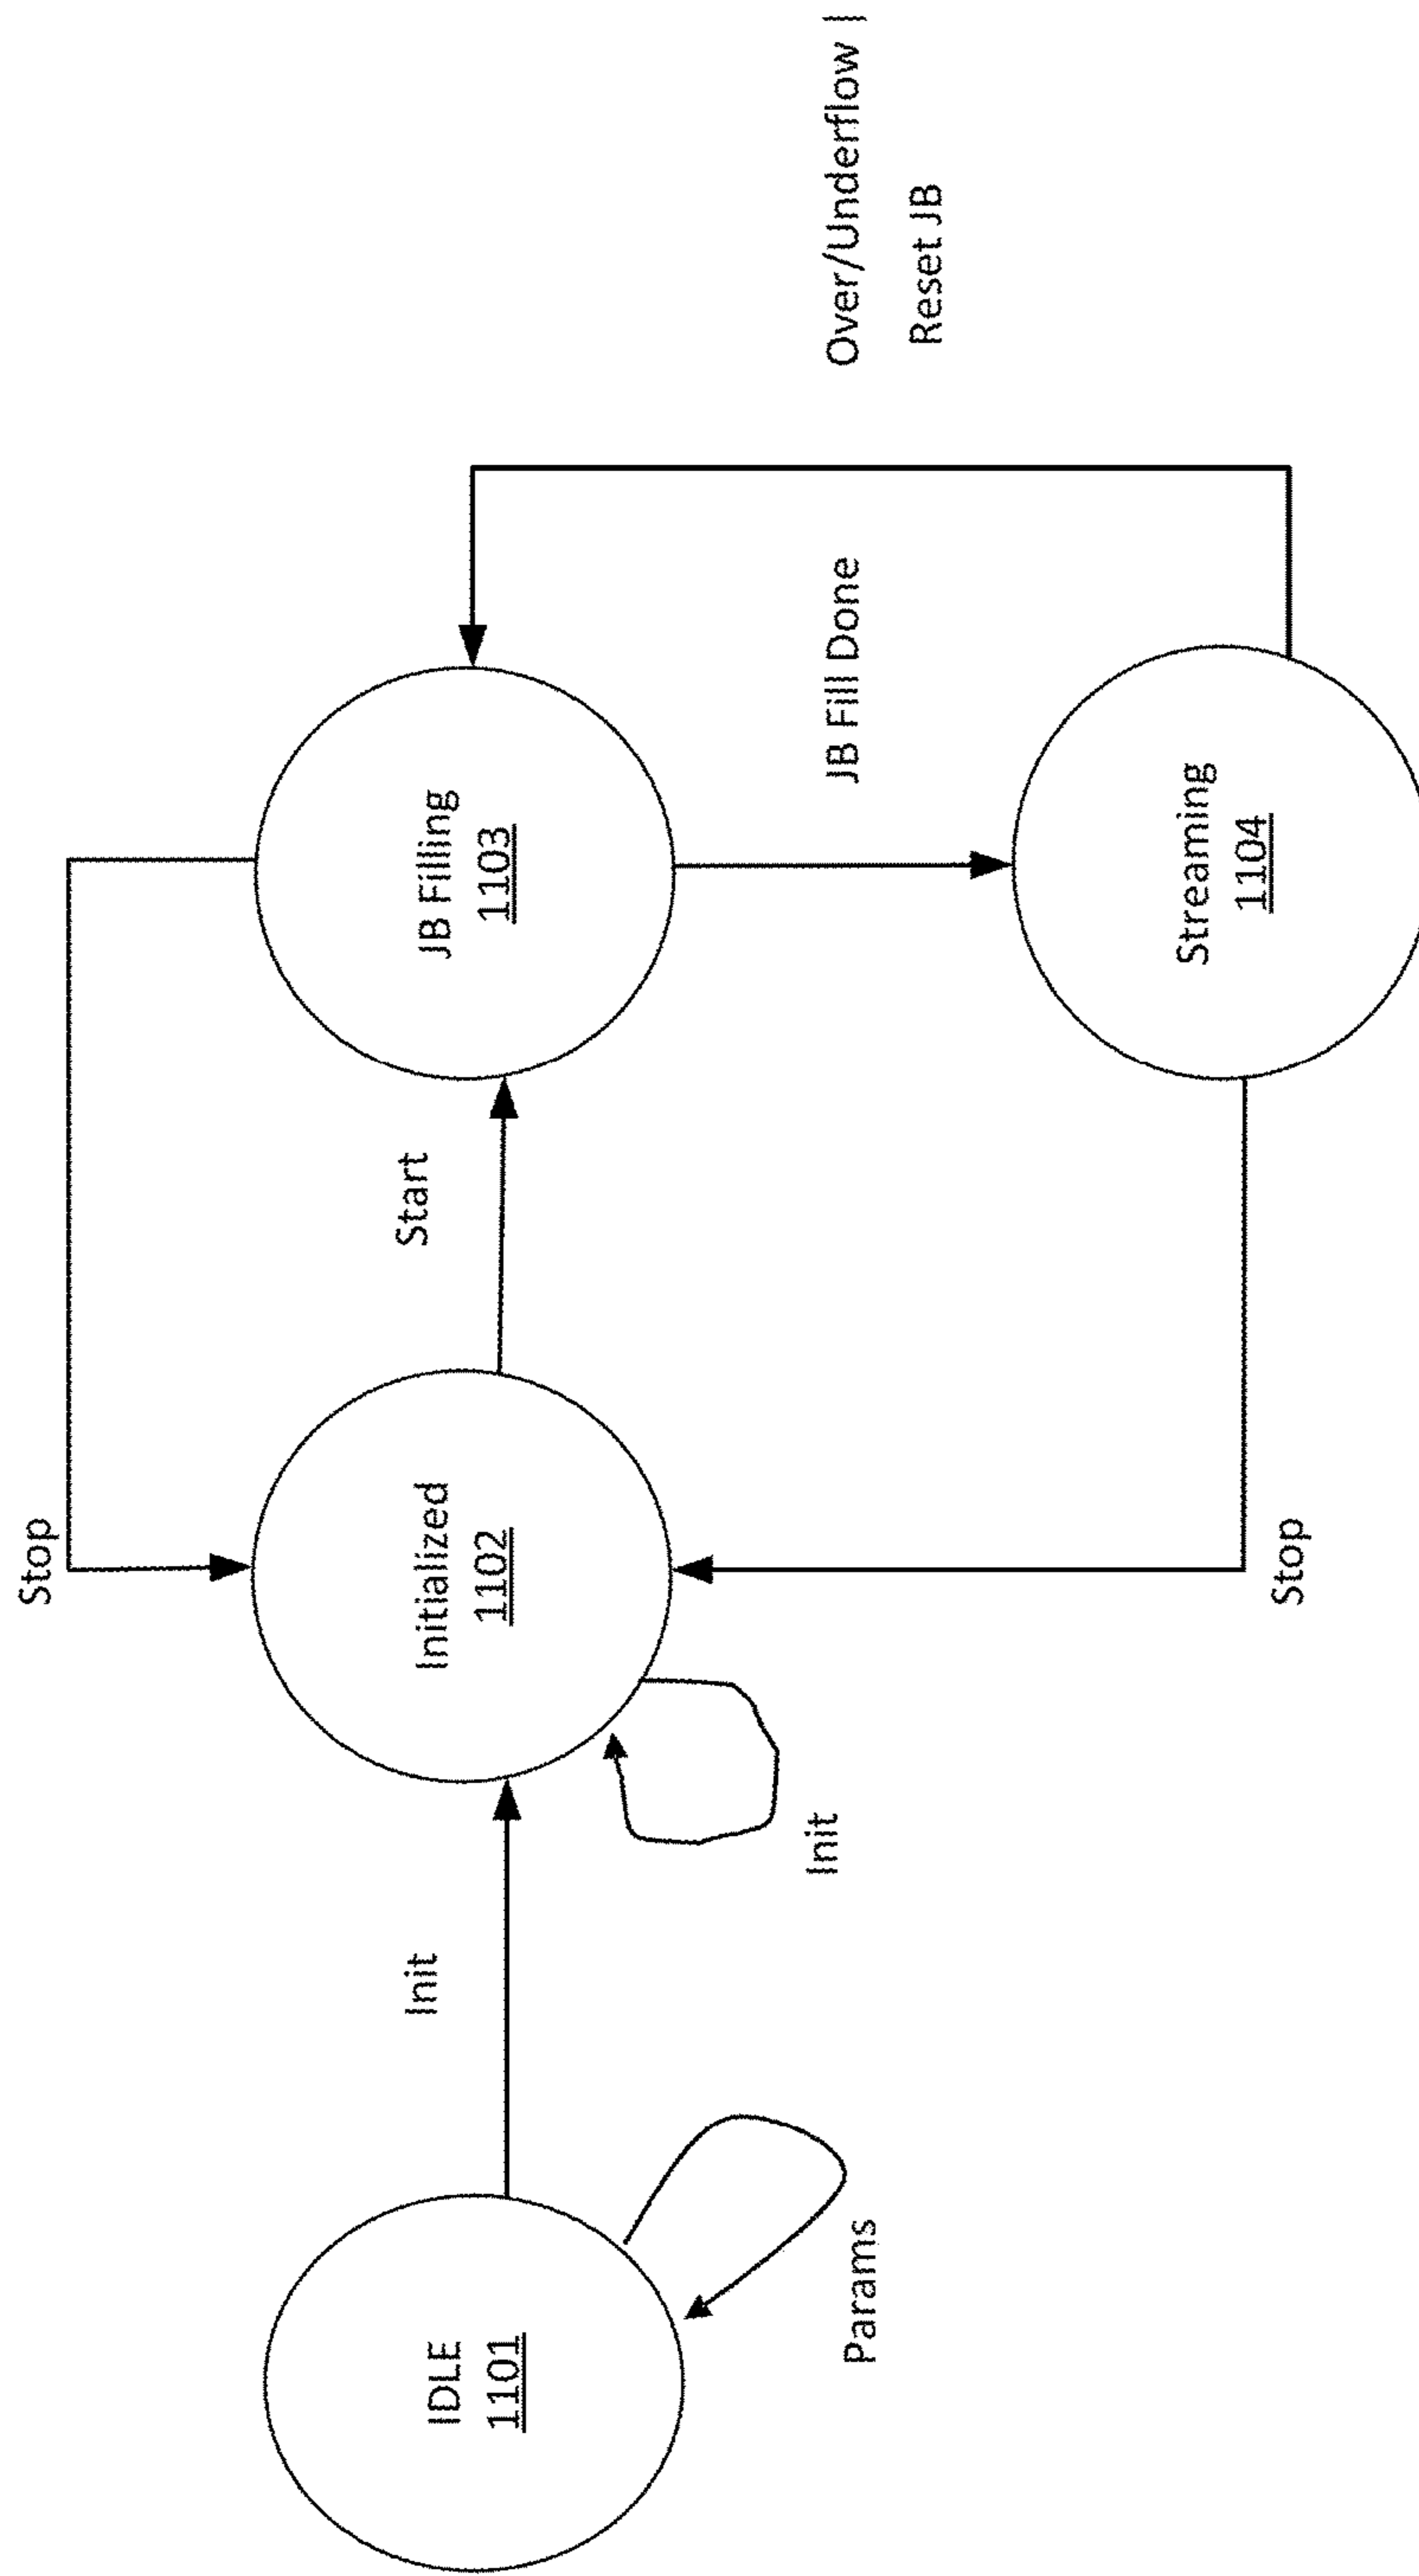 Stop
IDLE
1101
Init
Initialized
1102
Start
JB Filling
1103
Params
Init
JB Fill Done
Over/Underflow |
Reset JB
Streaming
1104
Stop